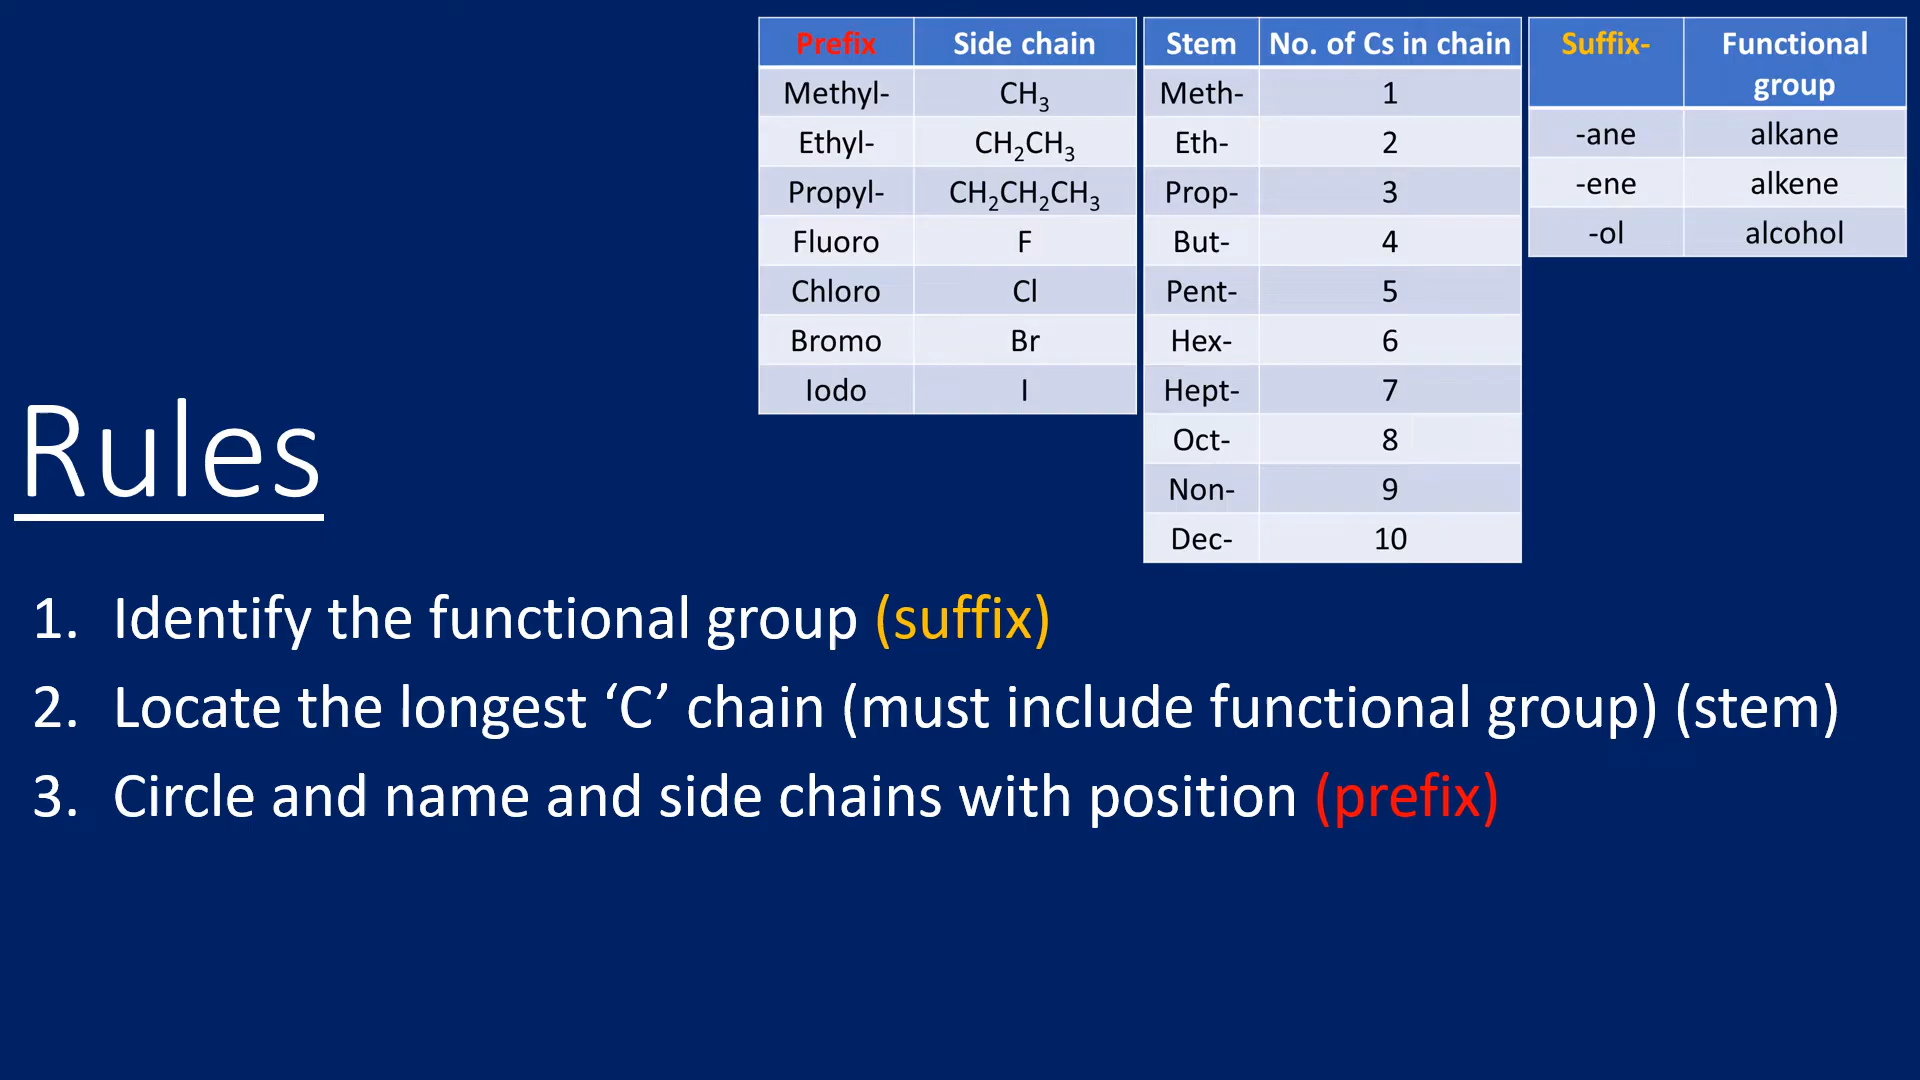 Prefix Side chain
Methyl- CH₃
Ethyl- CH₂CH₃
Propyl- CH₂CH₂CH₃
Fluoro F
Chloro Cl
Bromo Br
Iodo I
Stem No. of Cs in chain
Meth- 1
Eth- 2
Prop- 3
But- 4
Pent- 5
Hex- 6
Hept- 7
Oct- 8
Non- 9
Dec- 10
Suffix- Functional
group
-ane alkane
-ene alkene
-ol alcohol
Rules
1. Identify the functional group (suffix)
2. Locate the longest ‘C’ chain (must include functional group) (stem)
3. Circle and name and side chains with position (prefix)